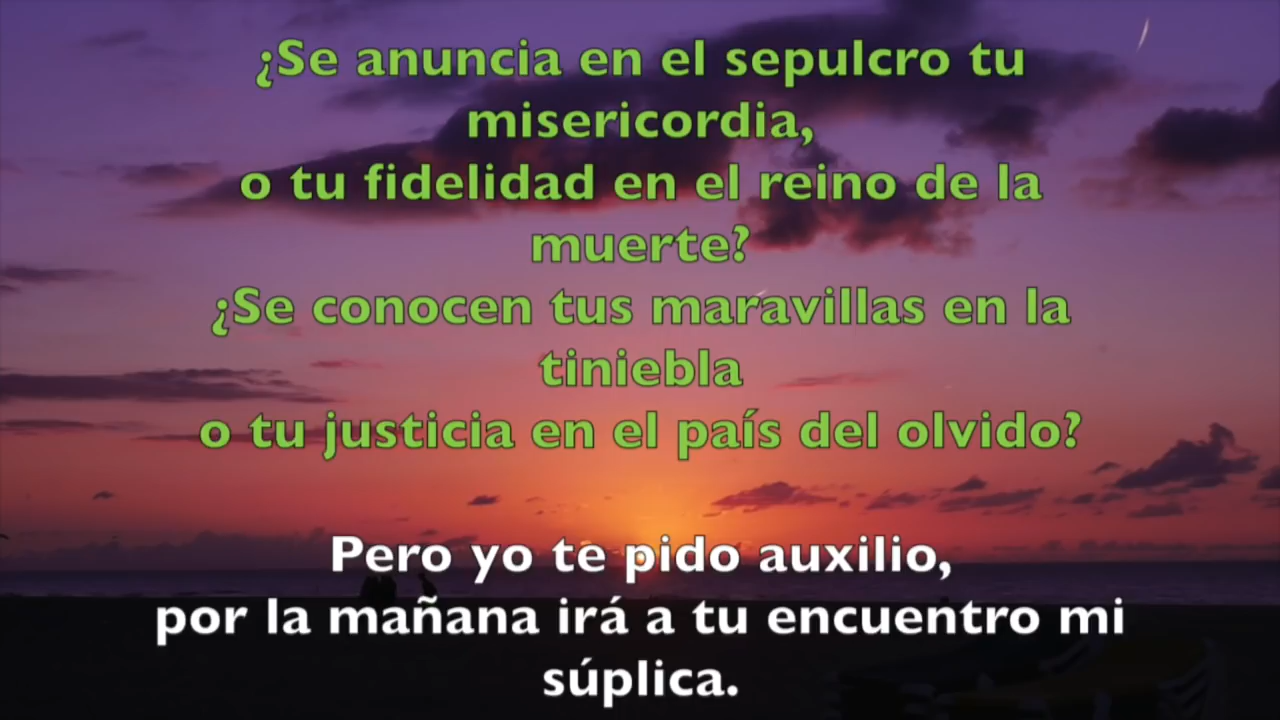 ¿Se anuncia en el sepulcro tu
misericordia,
o tu fidelidad en el reino de la
muerte?
¿Se conocen tus maravillas en la
tiniebla
o tu justicia en el país del olvido?
Pero yo te pido auxilio,
por la mañana irá a tu encuentro mi
súplica.